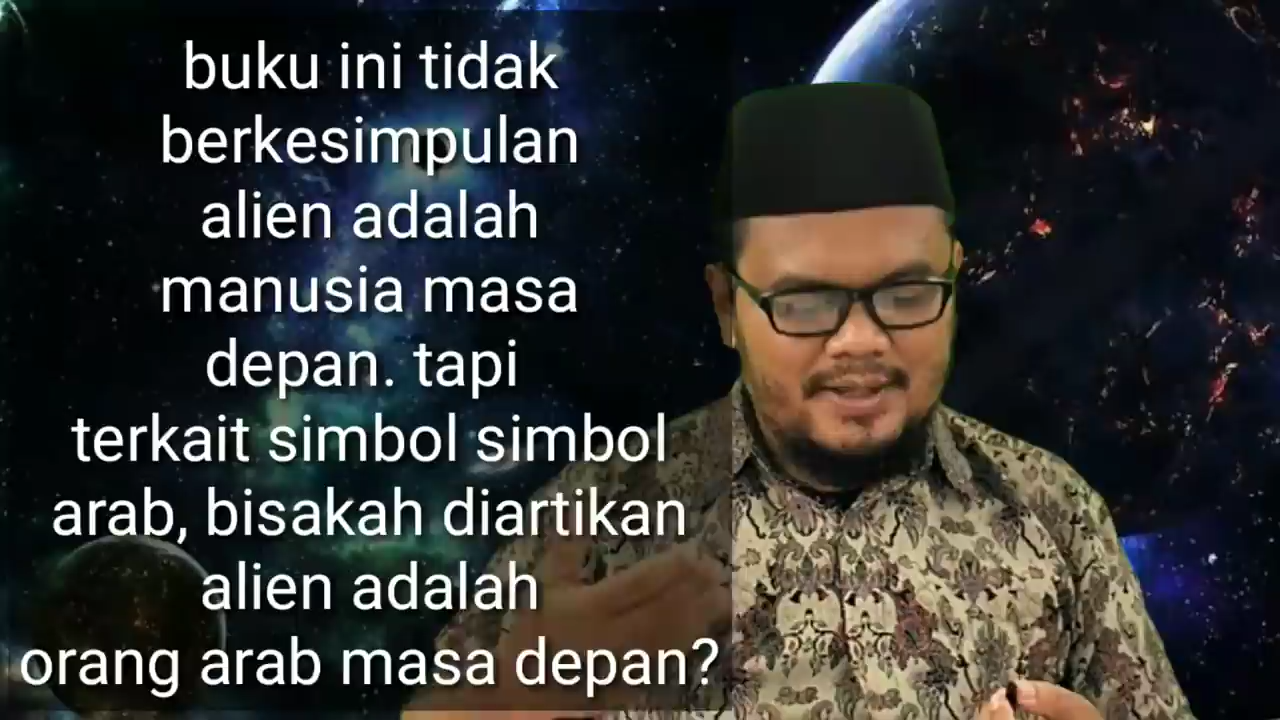 buku ini tidak
berkesimpulan
alien adalah
manusia masa
depan. tapi
terkait simbol simbol
arab, bisakah diartikan
alien adalah
orang arab masa depan?